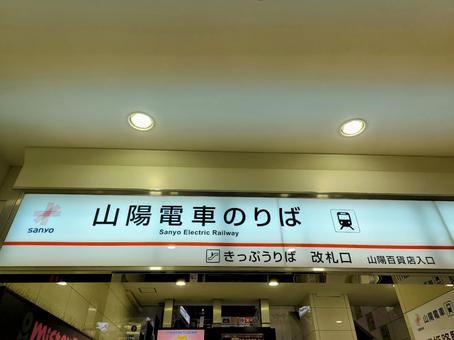 山陽電車のりば
Sanyo Electric Railway
sanyo
きっぷうりば 改札口 山陽百貨店入口
山陽電車